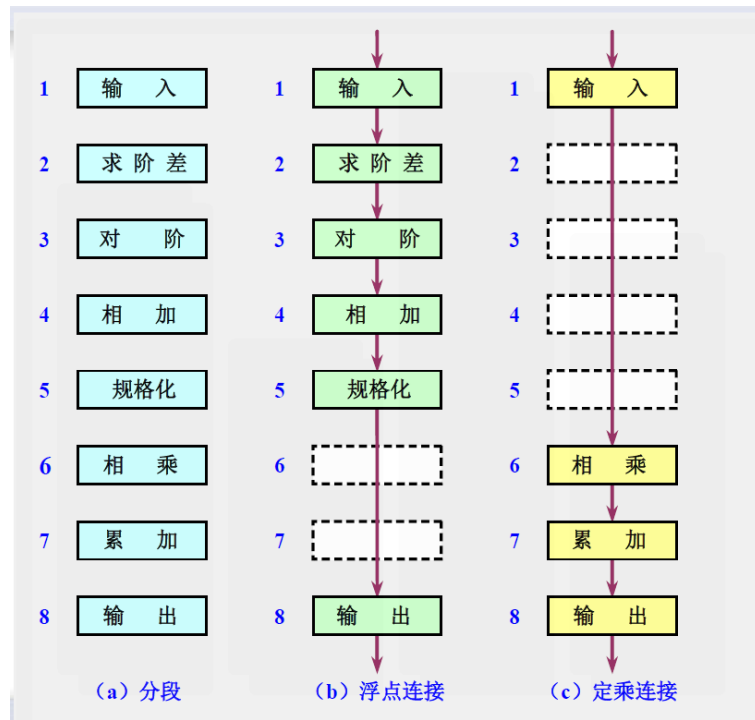 1 输 入 1 输 入 1 输 入
2 求 阶 差 2 求 阶 差 2
3 对 阶 3 对 阶 3
4 相 加 4 相 加 4
5 规格化 5 规格化 5
6 相 乘 6 6 相 乘
7 累 加 7 7 累 加
8 输 出 8 输 出 8 输 出
（a）分段 （b）浮点连接 （c）定乘连接